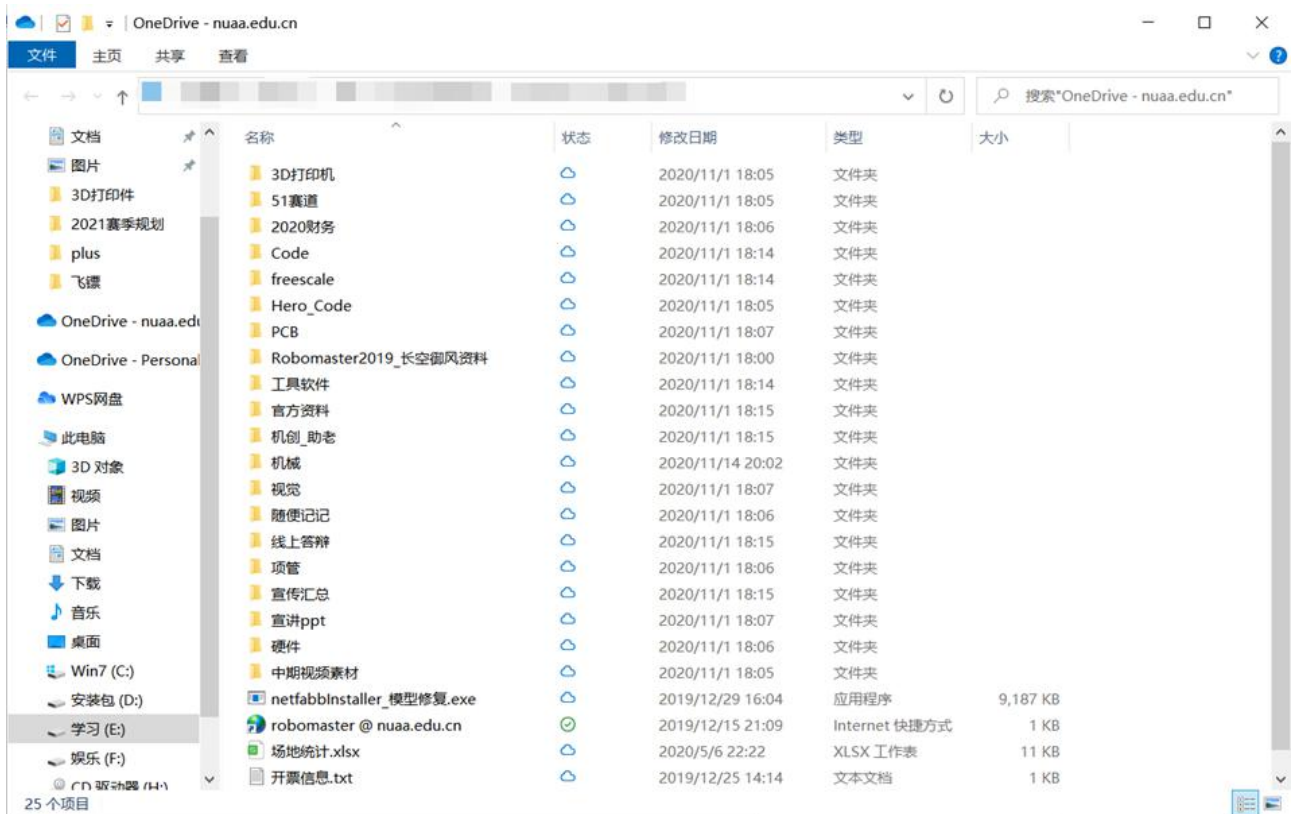 OneDrive - nuaa.edu.cn
文件 主页 共享 查看
搜索"OneDrive - nuaa.edu.cn"
文档
图片
3D打印件
2021赛季规划
plus
飞镖
OneDrive - nuaa.edu
OneDrive - Personal
WPS网盘
此电脑
3D 对象
视频
图片
文档
下载
音乐
桌面
Win7 (C:)
安装包 (D:)
学习 (E:)
娱乐 (F:)
CD 驱动器 (H:)
名称 状态 修改日期 类型 大小
3D打印机 2020/11/1 18:05 文件夹
51赛道 2020/11/1 18:05 文件夹
2020财务 2020/11/1 18:06 文件夹
Code 2020/11/1 18:14 文件夹
freescale 2020/11/1 18:14 文件夹
Hero_Code 2020/11/1 18:05 文件夹
PCB 2020/11/1 18:07 文件夹
Robomaster2019_长空御风资料 2020/11/1 18:00 文件夹
工具软件 2020/11/1 18:14 文件夹
官方资料 2020/11/1 18:15 文件夹
机创_助老 2020/11/1 18:15 文件夹
机械 2020/11/14 20:02 文件夹
视觉 2020/11/1 18:07 文件夹
随便记记 2020/11/1 18:06 文件夹
线上答辩 2020/11/1 18:15 文件夹
项管 2020/11/1 18:06 文件夹
宣传汇总 2020/11/1 18:15 文件夹
宣讲ppt 2020/11/1 18:07 文件夹
硬件 2020/11/1 18:06 文件夹
中期视频素材 2020/11/1 18:05 文件夹
netfabbInstaller_模型修复.exe 2019/12/29 16:04 应用程序 9,187 KB
robomaster @ nuaa.edu.cn 2019/12/15 21:09 Internet 快捷方式 1 KB
场地统计.xlsx 2020/5/6 22:22 XLSX 工作表 11 KB
开票信息.txt 2019/12/25 14:14 文本文档 1 KB
25 个项目